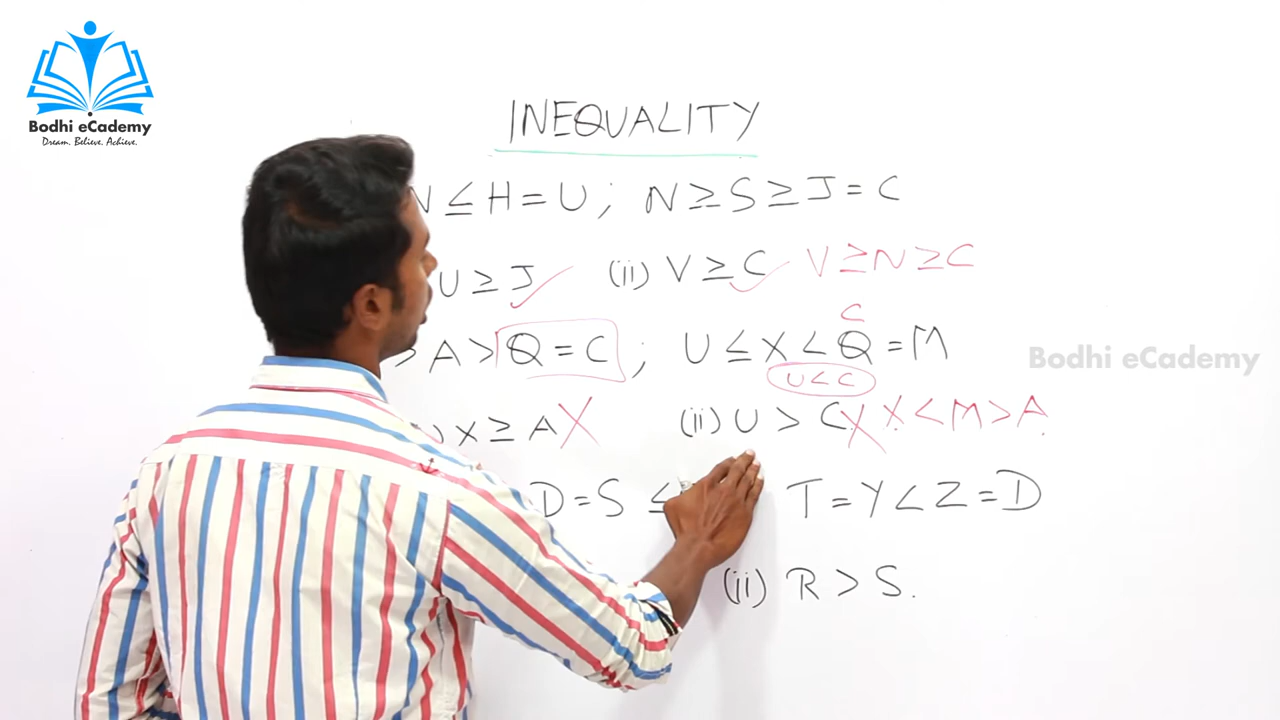 Bodhi eCademy
Dream. Believe. Achieve.
INEQUALITY
N ≤ H = U ; N ≥ S ≥ J = C
U ≥ J ✓ (ii) V ≥ C ✓ V ≥ N ≥ C
C
> A > Q = C ; U ≤ X < Q = M
U < C
Bodhi eCademy
) X ≥ A X (ii) U > C X X < M > A
D = S ≤ T = Y < Z = D
(ii) R > S.